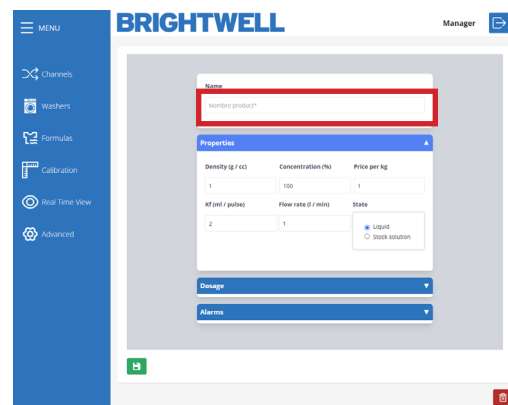 MENU
BRIGHTWELL
Manager
Channels
Washers
Formulas
Calibration
Real Time View
Advanced
Name
Nombre product*
Properties
Density (g / cc) Concentration (%) Price per kg
1 100 1
Kf (ml / pulse) Flow rate (l / min) State
2 1
Liquid
Stock solution
Dosage
Alarms